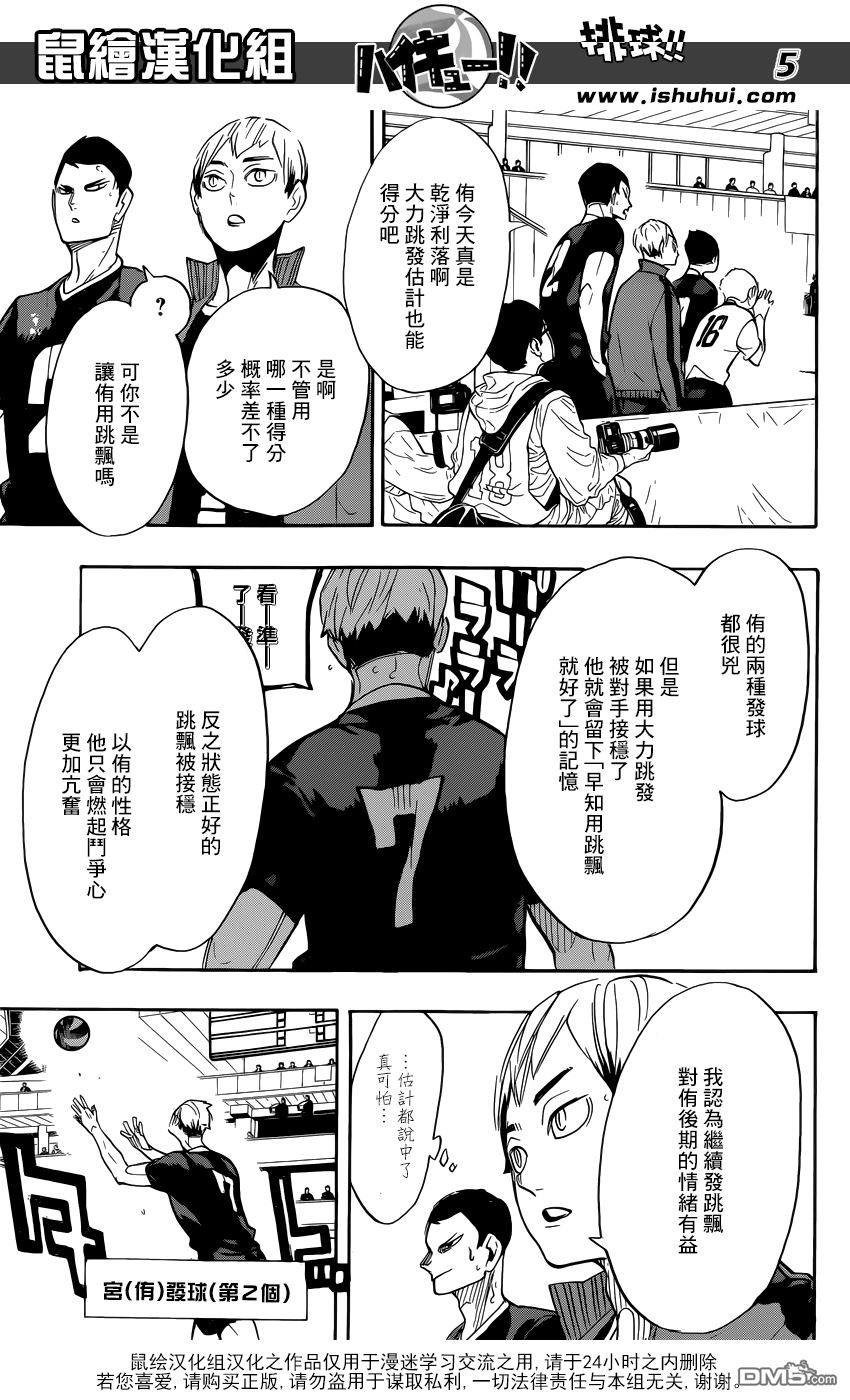 鼠繪漢化組
ハイキュー!!
排球!!
5
www.ishuhui.com
侑今天真是
乾淨利落啊
大力跳發估計也能
得分吧
16
是啊
不管用
哪一種得分
概率差不了
多少
?
可你不是
讓侑用跳飄嗎
侑的兩種發球
都很兇
但是
如果用大力跳發
被對手接穩了
他就會留下「早知用跳飄
就好了」的記憶
看ー準ー
7
反之狀態正好的
跳飄被接穩
以侑的性格
他只會燃起鬥爭心
更加亢奮
我認為繼續發跳飄
對侑後期的情緒有益
…估計都說中了
真可怕…
7
宮(侑)發球(第2個)
鼠绘汉化组汉化之作品仅用于漫迷学习交流之用, 请于24小时之内删除
若您喜爱, 请购买正版, 请勿盗用于谋取私利, 一切法律责任与本组无关, 谢谢。
DM5.com